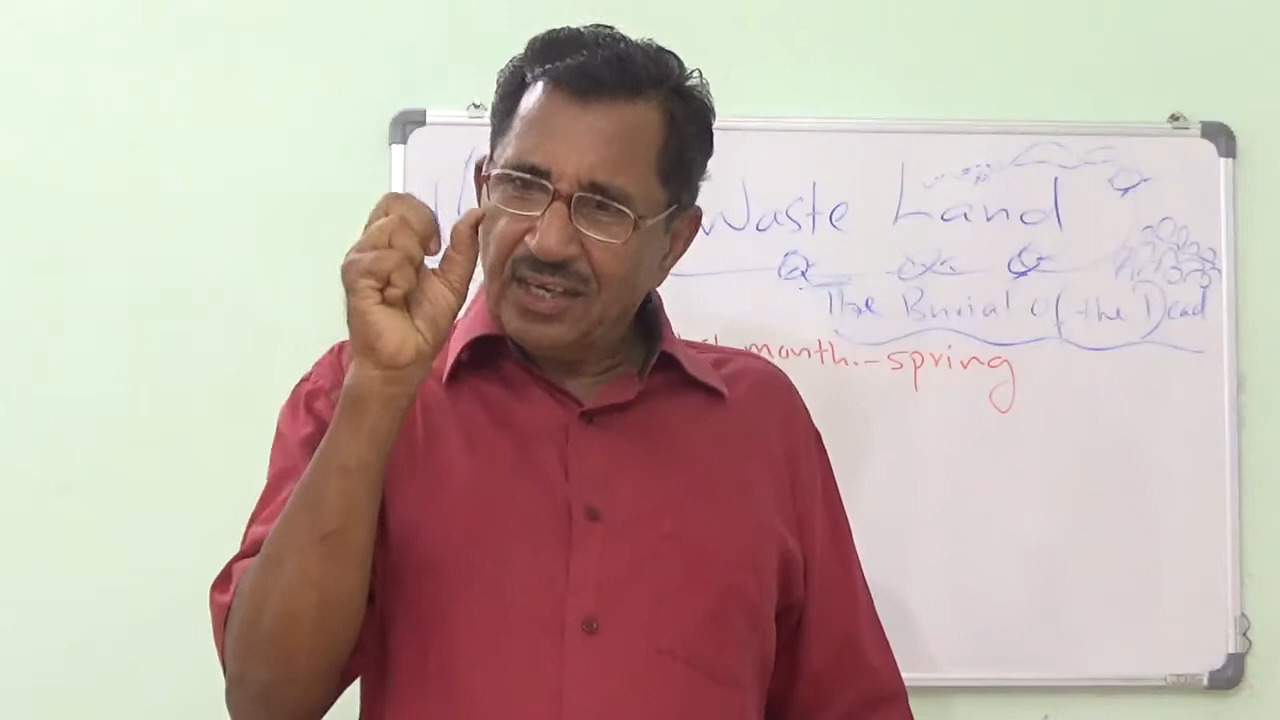 Waste Land
The Burial of the Dead
month.-spring